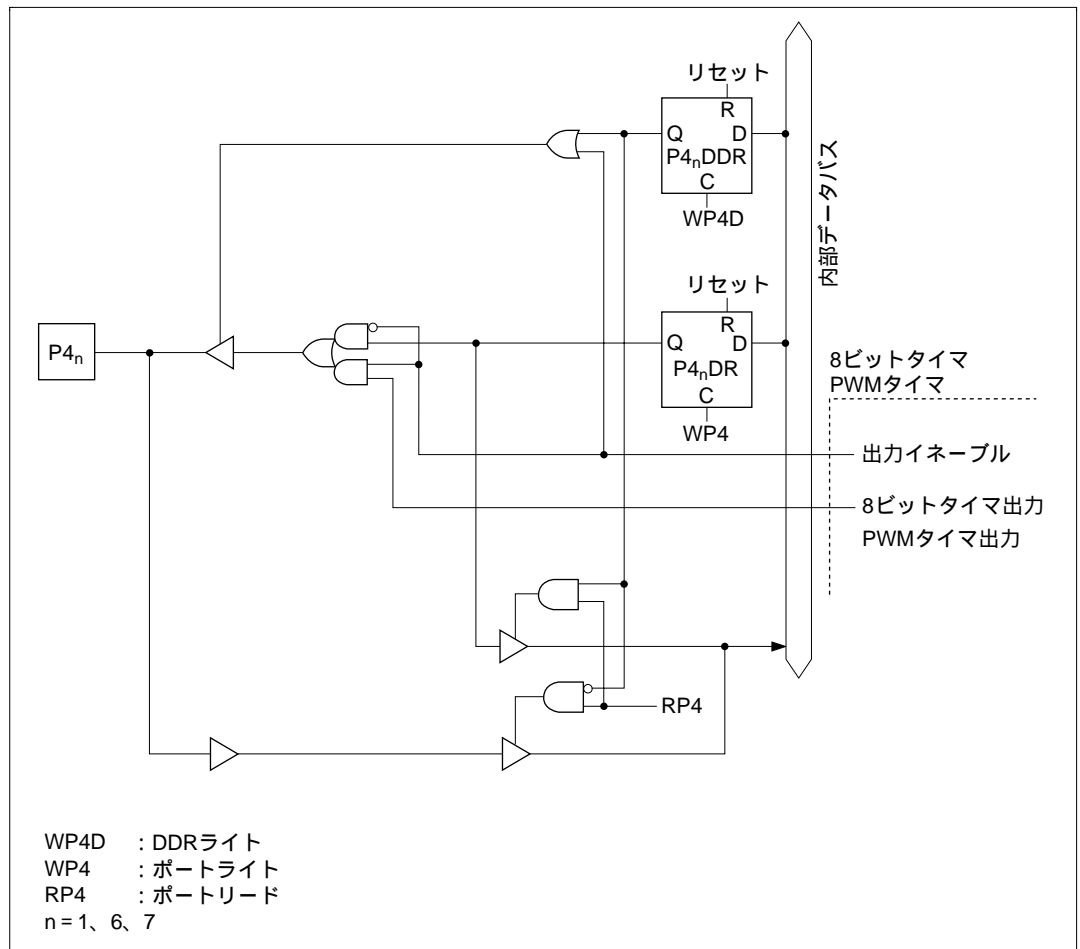 リセット
R
Q D
P4nDDR
C
WP4D
内部データバス
リセット
R
Q D
P4nDR
C
WP4
P4n
8ビットタイマ
PWMタイマ
出力イネーブル
8ビットタイマ出力
PWMタイマ出力
RP4
WP4D : DDRライト
WP4 : ポートライト
RP4 : ポートリード
n = 1、6、7